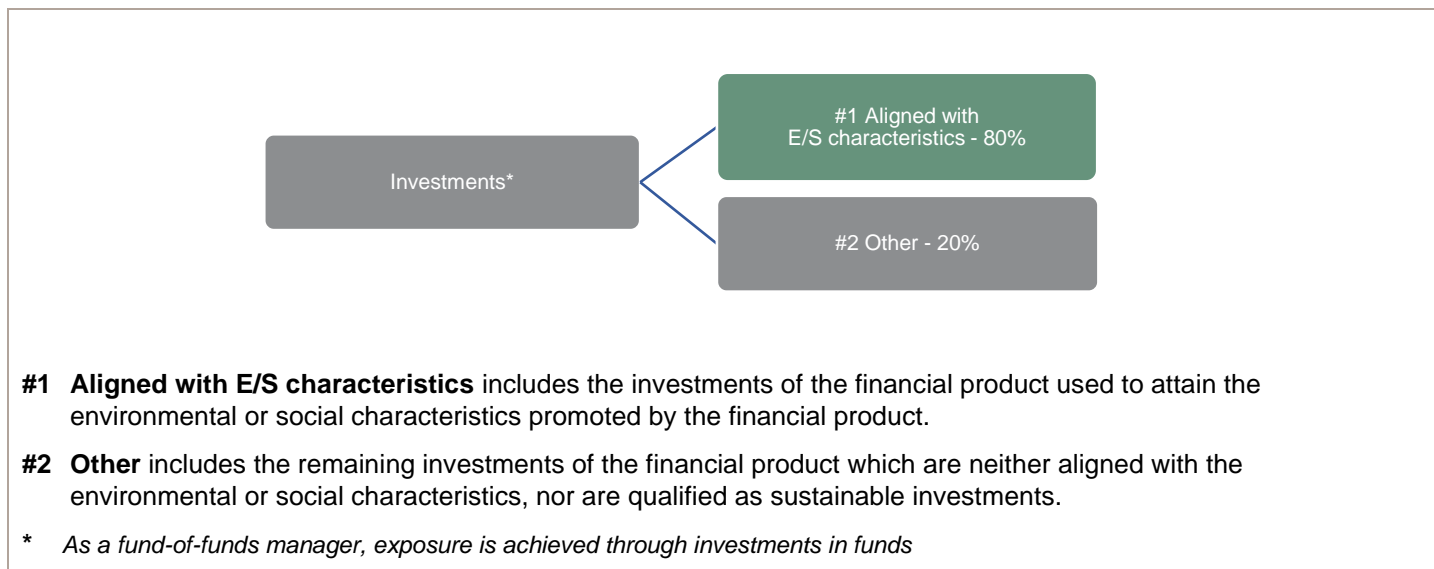 #1 Aligned with
E/S characteristics - 80%
Investments*
#2 Other - 20%
#1 Aligned with E/S characteristics includes the investments of the financial product used to attain the
environmental or social characteristics promoted by the financial product.
#2 Other includes the remaining investments of the financial product which are neither aligned with the
environmental or social characteristics, nor are qualified as sustainable investments.
* As a fund-of-funds manager, exposure is achieved through investments in funds